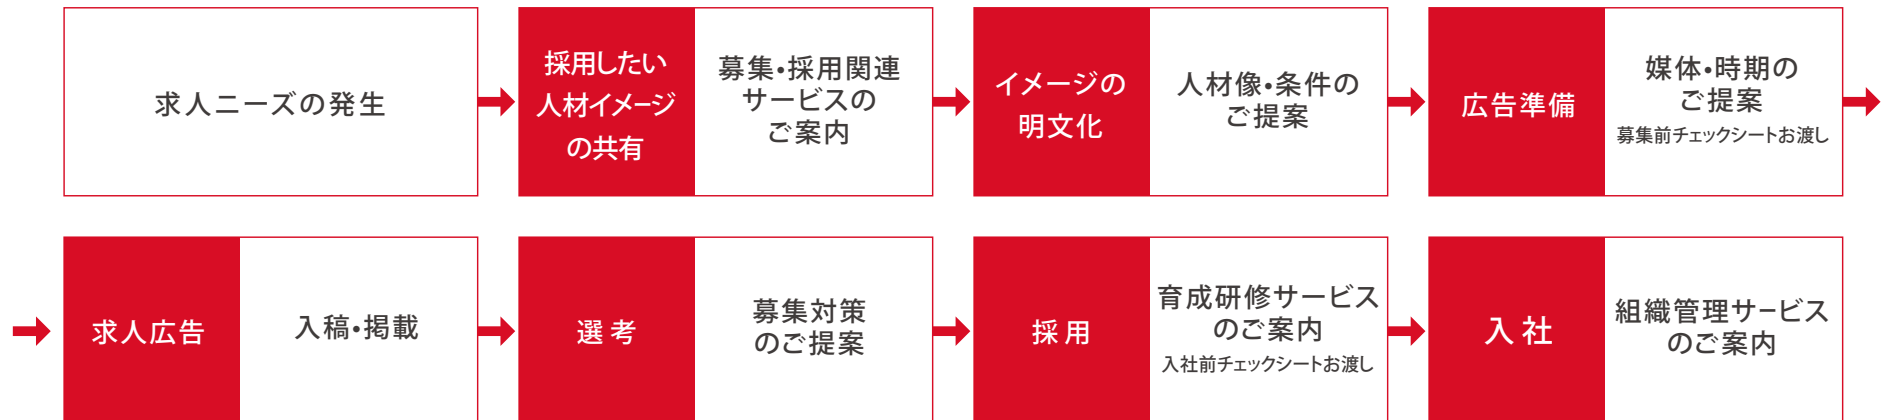 求人ニーズの発生
採用したい
人材イメージ
の共有
募集・採用関連
サービスの
ご案内
イメージの
明文化
人材像・条件の
ご提案
広告準備
媒体・時期の
ご提案
募集前チェックシートお渡し
求人広告
入稿・掲載
選考
募集対策
のご提案
採用
育成研修サービス
のご案内
入社前チェックシートお渡し
入社
組織管理サービス
のご案内